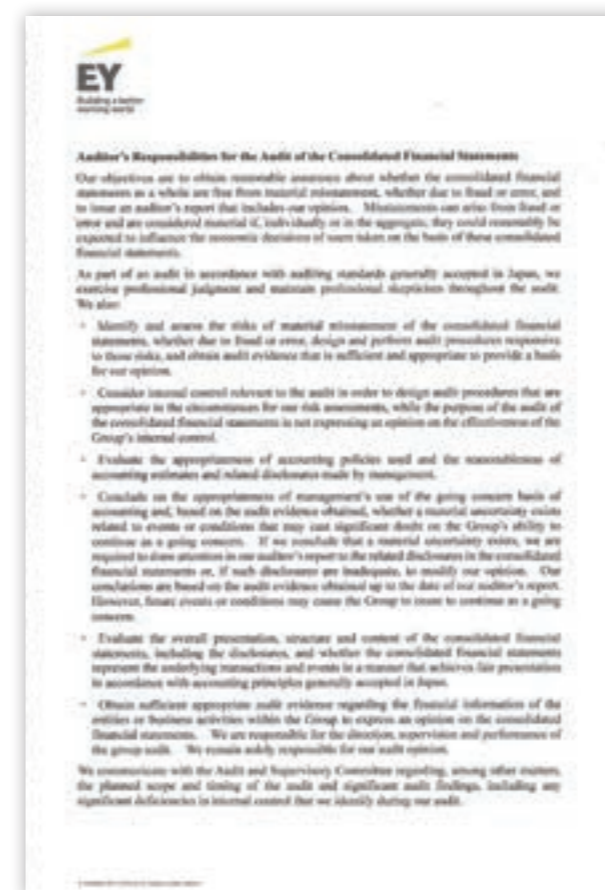 EY
Building a better
working world
Auditor's Responsibilities for the Audit of the Consolidated Financial Statements
Our objectives are to obtain reasonable assurance about whether the consolidated financial
statements as a whole are free from material misstatement, whether due to fraud or error, and
to issue an auditor's report that includes our opinion. Misstatements can arise from fraud or
error and are considered material if, individually or in the aggregate, they could reasonably be
expected to influence the economic decisions of users taken on the basis of these consolidated
financial statements.
As part of an audit in accordance with auditing standards generally accepted in Japan, we
exercise professional judgment and maintain professional skepticism throughout the audit.
We also:
• Identify and assess the risks of material misstatement of the consolidated financial
statements, whether due to fraud or error, design and perform audit procedures responsive
to those risks, and obtain audit evidence that is sufficient and appropriate to provide a basis
for our opinion.
• Consider internal control relevant to the audit in order to design audit procedures that are
appropriate in the circumstances for our risk assessments, while the purpose of the audit of
the consolidated financial statements is not expressing an opinion on the effectiveness of the
Group's internal control.
• Evaluate the appropriateness of accounting policies used and the reasonableness of
accounting estimates and related disclosures made by management.
• Conclude on the appropriateness of management's use of the going concern basis of
accounting and, based on the audit evidence obtained, whether a material uncertainty exists
related to events or conditions that may cast significant doubt on the Group's ability to
continue as a going concern. If we conclude that a material uncertainty exists, we are
required to draw attention in our auditor's report to the related disclosures in the consolidated
financial statements or, if such disclosures are inadequate, to modify our opinion. Our
conclusions are based on the audit evidence obtained up to the date of our auditor's report.
However, future events or conditions may cause the Group to cease to continue as a going
concern.
• Evaluate the overall presentation, structure and content of the consolidated financial
statements, including the disclosures, and whether the consolidated financial statements
represent the underlying transactions and events in a manner that achieves fair presentation
in accordance with accounting principles generally accepted in Japan.
• Obtain sufficient appropriate audit evidence regarding the financial information of the
entities or business activities within the Group to express an opinion on the consolidated
financial statements. We are responsible for the direction, supervision and performance of
the group audit. We remain solely responsible for our audit opinion.
We communicate with the Audit and Supervisory Committee regarding, among other matters,
the planned scope and timing of the audit and significant audit findings, including any
significant deficiencies in internal control that we identify during our audit.